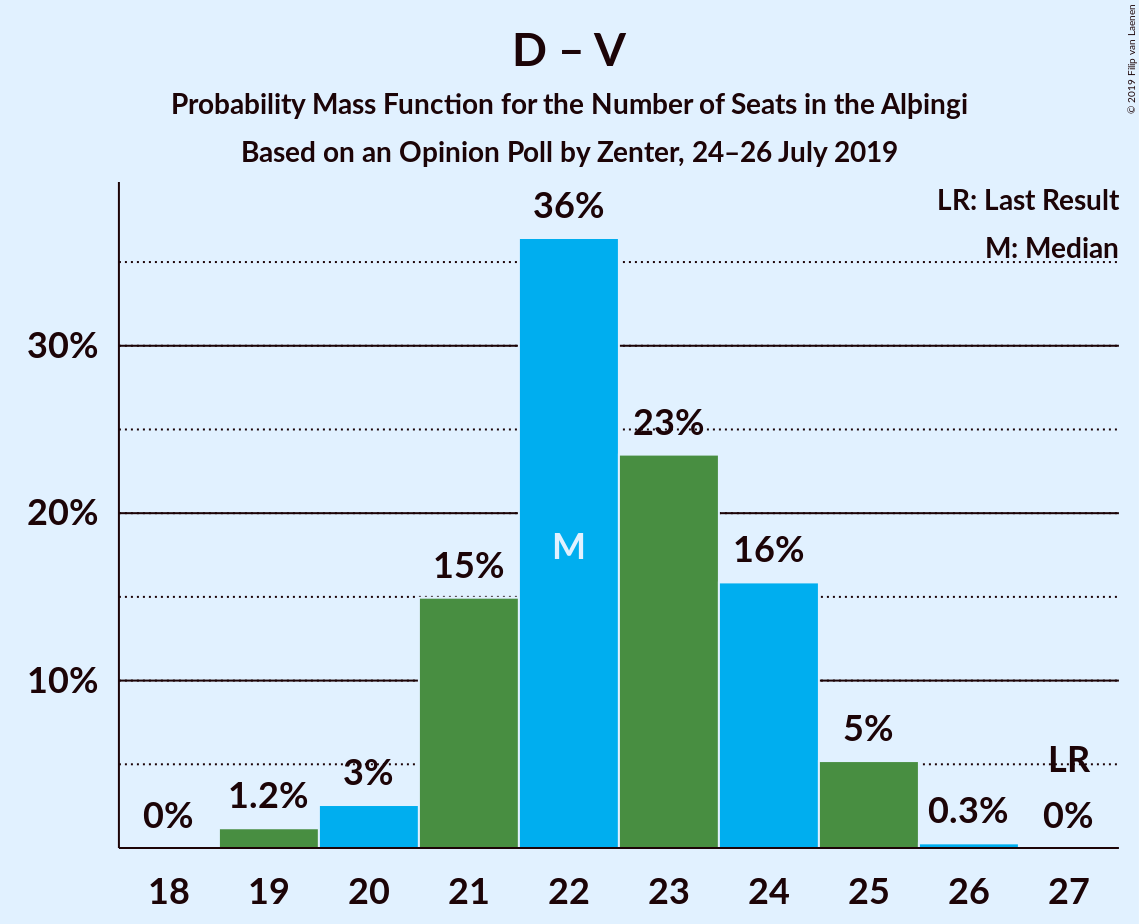 D – V
Probability Mass Function for the Number of Seats in the Alþingi
Based on an Opinion Poll by Zenter, 24–26 July 2019
© 2019 Filip van Laenen
LR: Last Result
M: Median
36%
30%
23%
20%
M
16%
15%
10%
5%
LR
3%
1.2%
0.3%
0%
0%
18 19 20 21 22 23 24 25 26 27